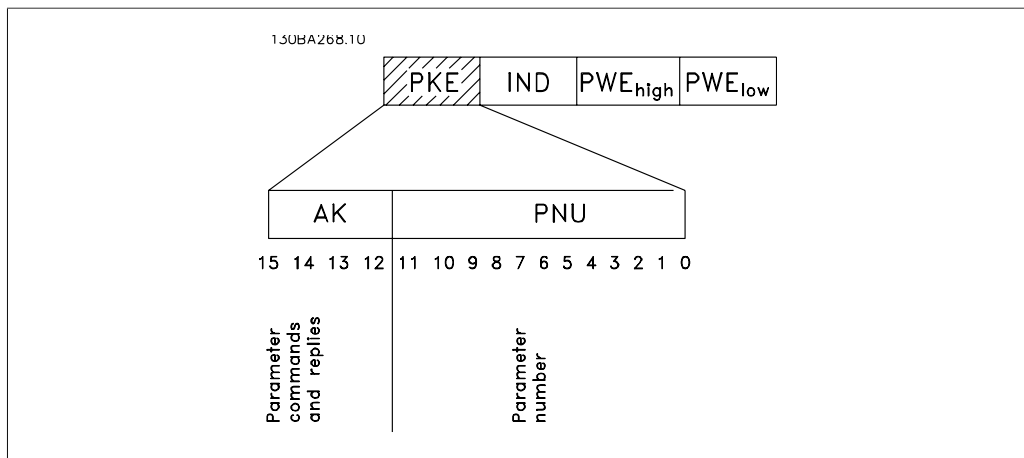 130BA268.10
PKE IND PWEhigh PWElow
AK PNU
15 14 13 12 11 10 9 8 7 6 5 4 3 2 1 0
Parameter
commands
and replies
Parameter
number